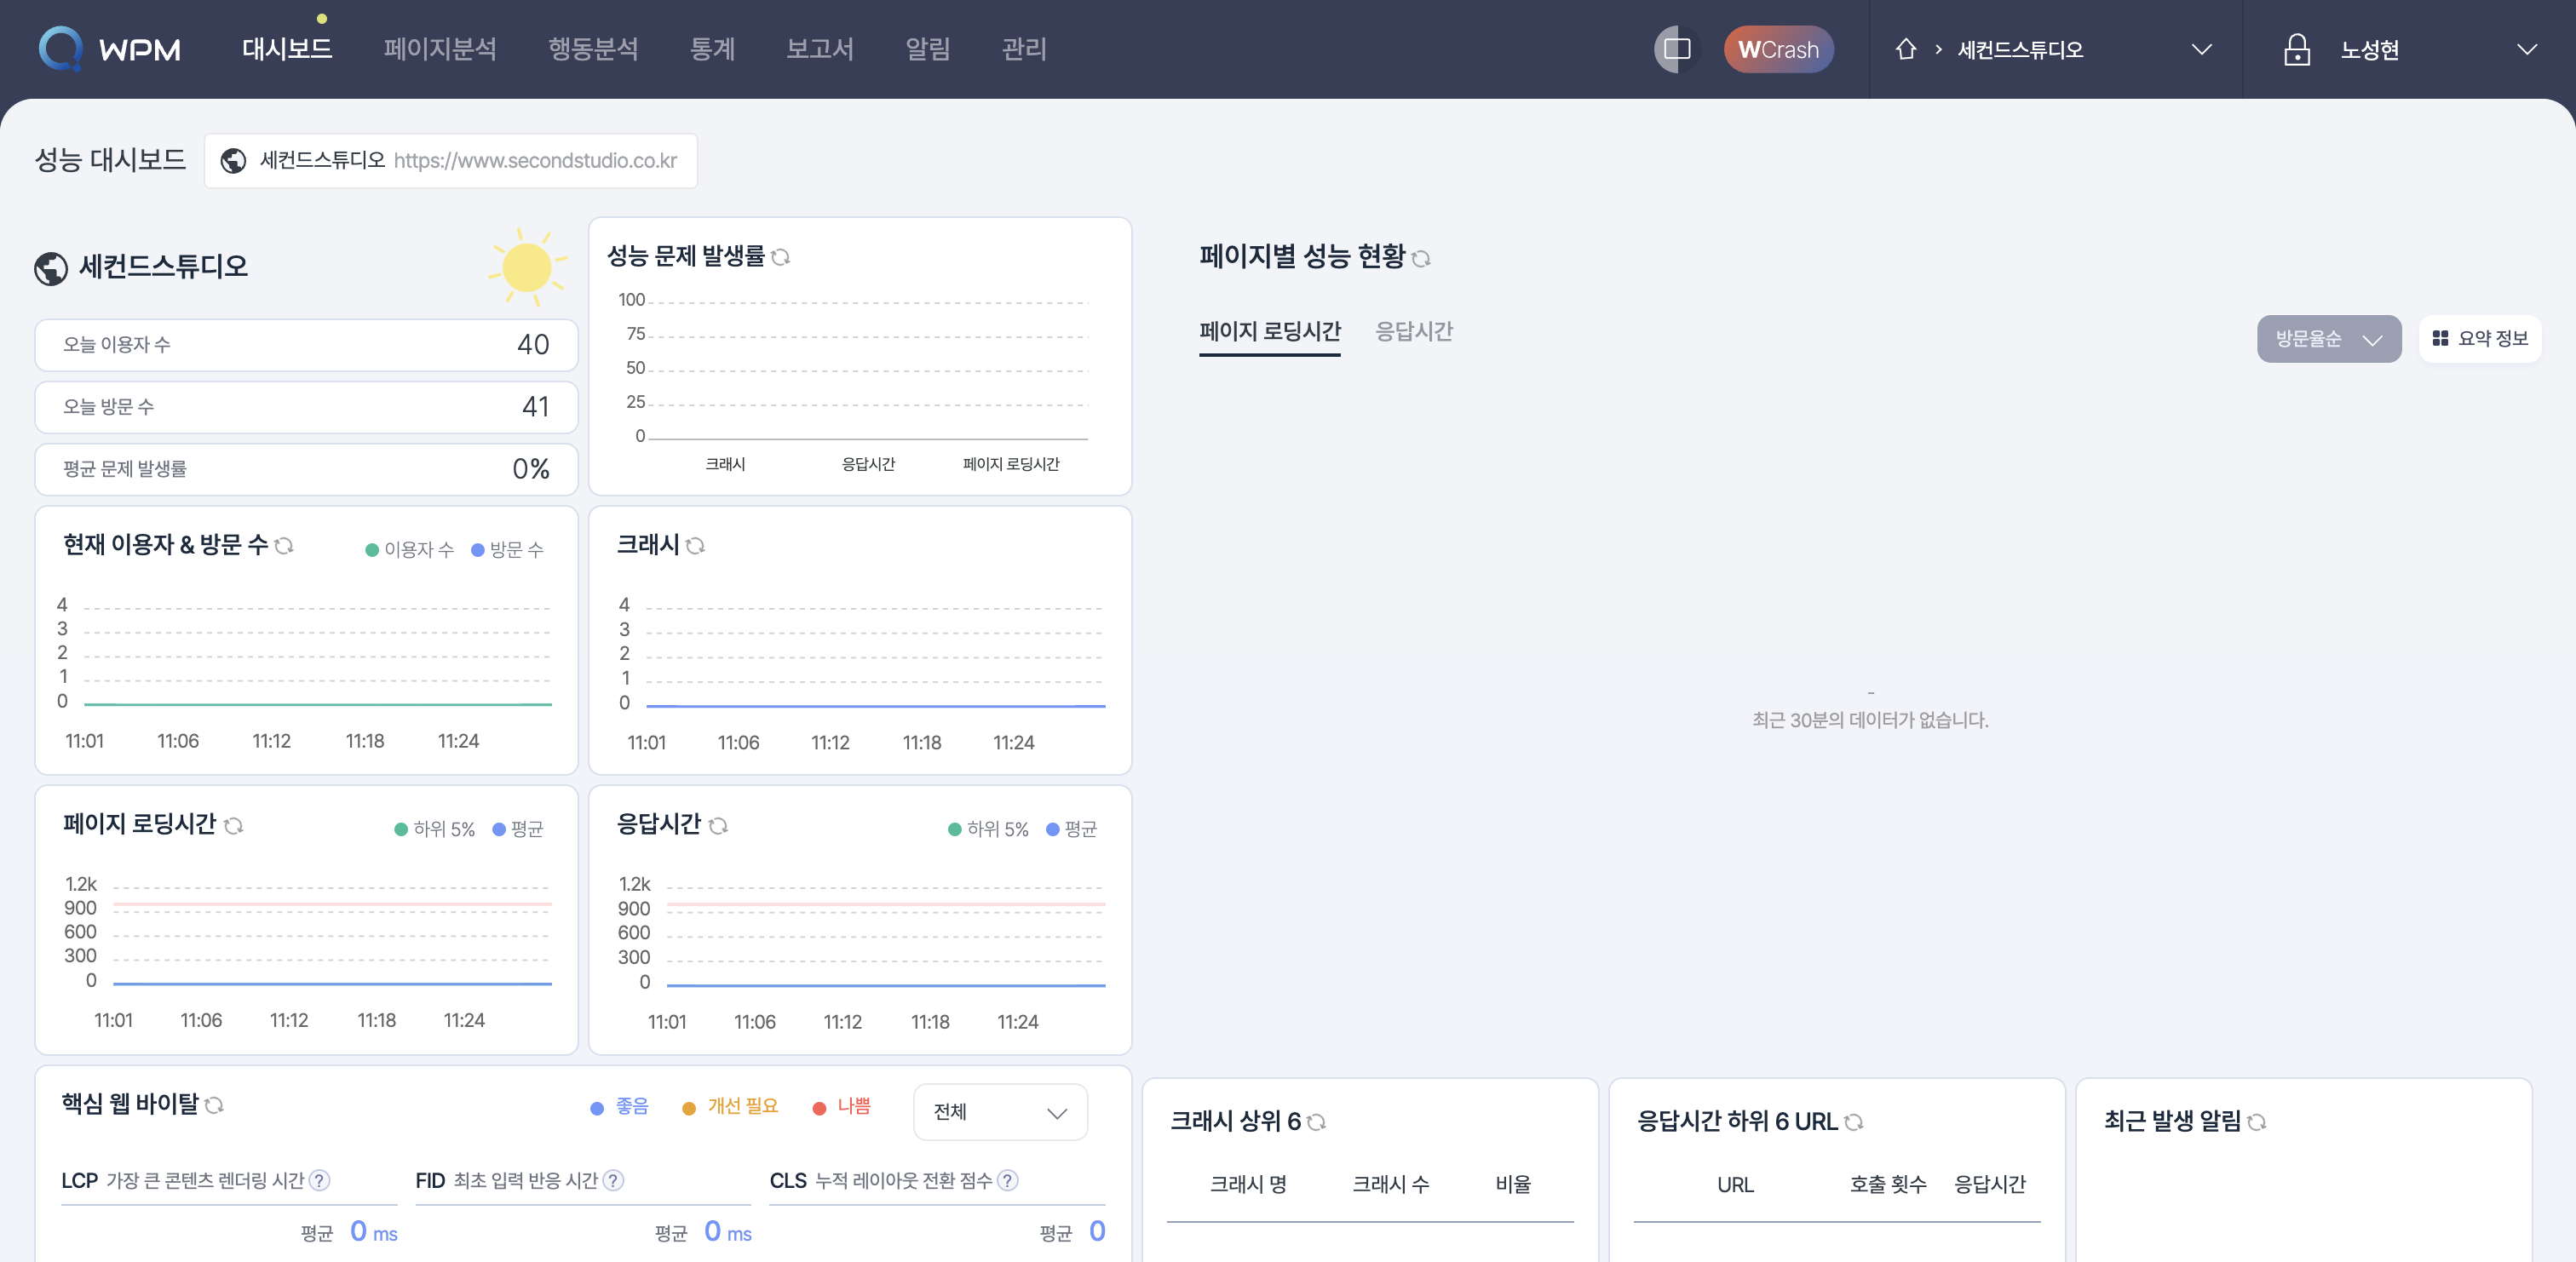 WPM 대시보드 페이지분석 행동분석 통계 보고서 알림 관리 WCrash 세컨드스튜디오 노성현
성능 대시보드 세컨드스튜디오 https://www.secondstudio.co.kr
세컨드스튜디오
오늘 이용자 수 40
오늘 방문 수 41
평균 문제 발생률 0%
성능 문제 발생률
100
75
50
25
0
크래시 응답시간 페이지 로딩시간
현재 이용자 & 방문 수 이용자 수 방문 수
4
3
2
1
0
11:01 11:06 11:12 11:18 11:24
크래시
4
3
2
1
0
11:01 11:06 11:12 11:18 11:24
페이지 로딩시간 하위 5% 평균
1.2k
900
600
300
0
11:01 11:06 11:12 11:18 11:24
응답시간 하위 5% 평균
1.2k
900
600
300
0
11:01 11:06 11:12 11:18 11:24
핵심 웹 바이탈 좋음 개선 필요 나쁨 전체
LCP 가장 큰 콘텐츠 렌더링 시간 ?
평균 0 ms
FID 최초 입력 반응 시간 ?
평균 0 ms
CLS 누적 레이아웃 전환 점수 ?
평균 0
페이지별 성능 현황
페이지 로딩시간 응답시간 방문율순 요약 정보
-
최근 30분의 데이터가 없습니다.
크래시 상위 6
크래시 명 크래시 수 비율
응답시간 하위 6 URL
URL 호출 횟수 응답시간
최근 발생 알림